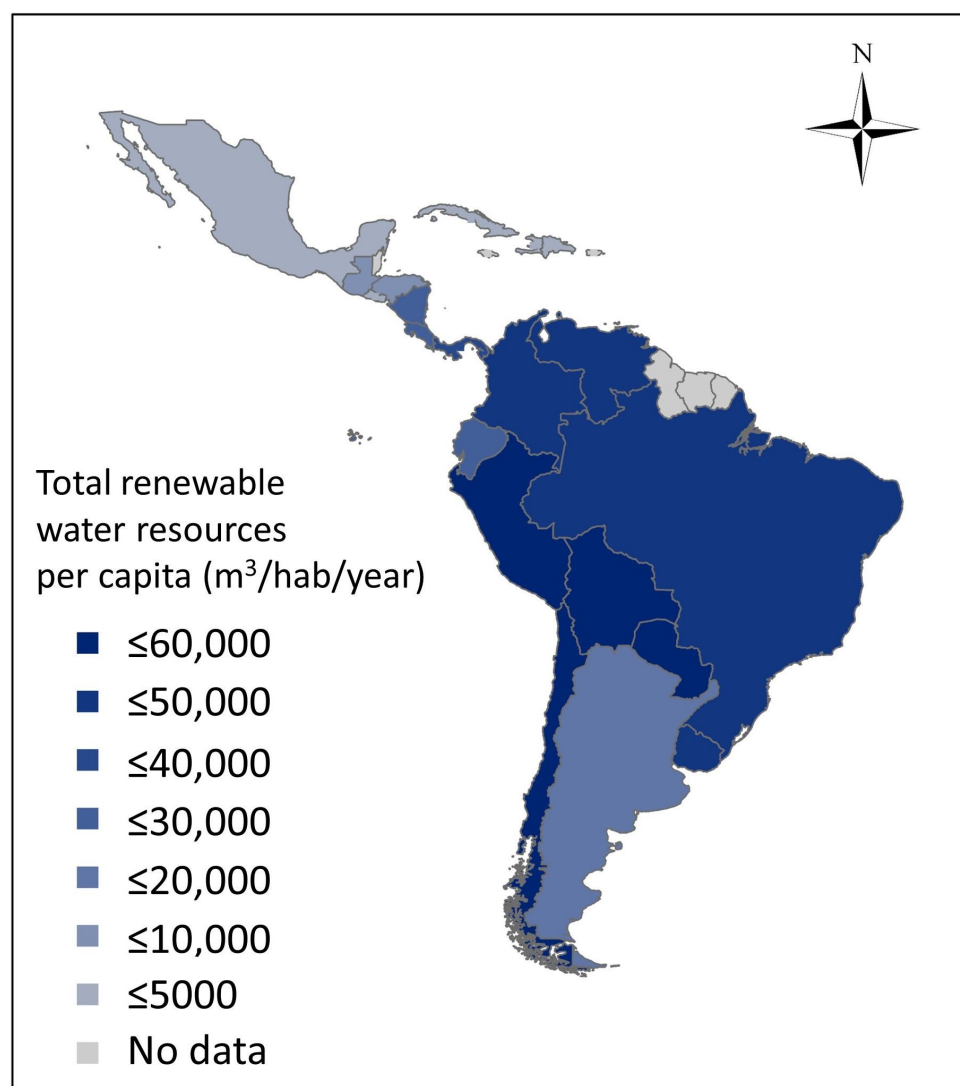 N
Total renewable
water resources
per capita (m³/hab/year)
≤60,000
≤50,000
≤40,000
≤30,000
≤20,000
≤10,000
≤5000
No data